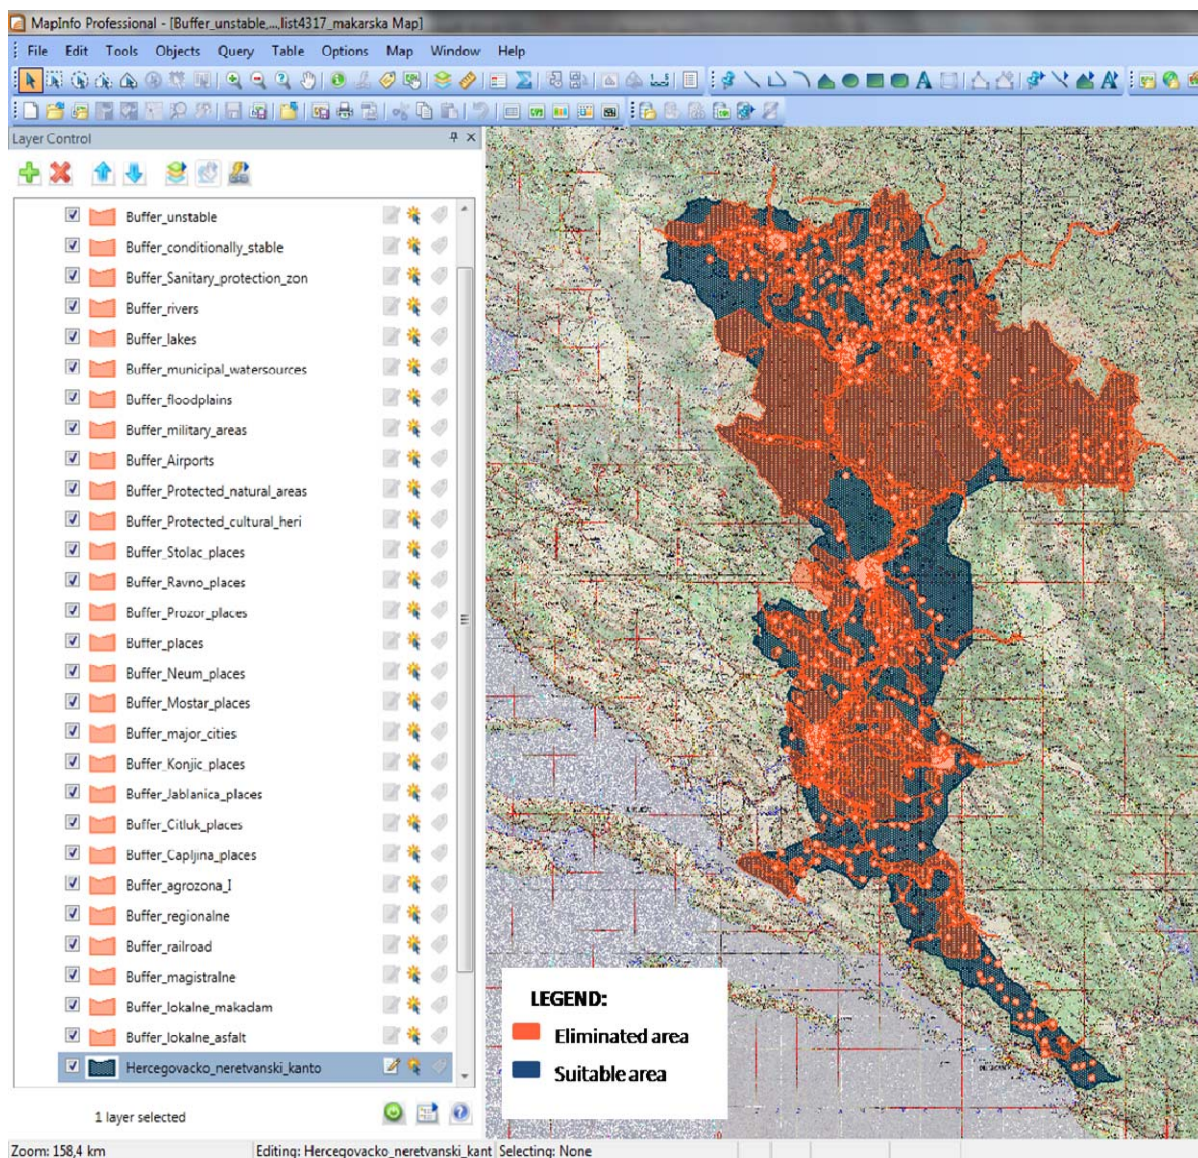 MapInfo Professional - [Buffer_unstable,...,list4317_makarska Map]
File Edit Tools Objects Query Table Options Map Window Help
Layer Control
Buffer_unstable
Buffer_conditionally_stable
Buffer_Sanitary_protection_zon
Buffer_rivers
Buffer_lakes
Buffer_municipal_watersources
Buffer_floodplains
Buffer_military_areas
Buffer_Airports
Buffer_Protected_natural_areas
Buffer_Protected_cultural_heri
Buffer_Stolac_places
Buffer_Ravno_places
Buffer_Prozor_places
Buffer_places
Buffer_Neum_places
Buffer_Mostar_places
Buffer_major_cities
Buffer_Konjic_places
Buffer_Jablanica_places
Buffer_Citluk_places
Buffer_Capljina_places
Buffer_agrozona_I
Buffer_regionalne
Buffer_railroad
Buffer_magistralne
Buffer_lokalne_makadam
Buffer_lokalne_asfalt
Hercegovacko_neretvanski_kanto
1 layer selected
LEGEND:
Eliminated area
Suitable area
Zoom: 158,4 km Editing: Hercegovacko_neretvanski_kant Selecting: None